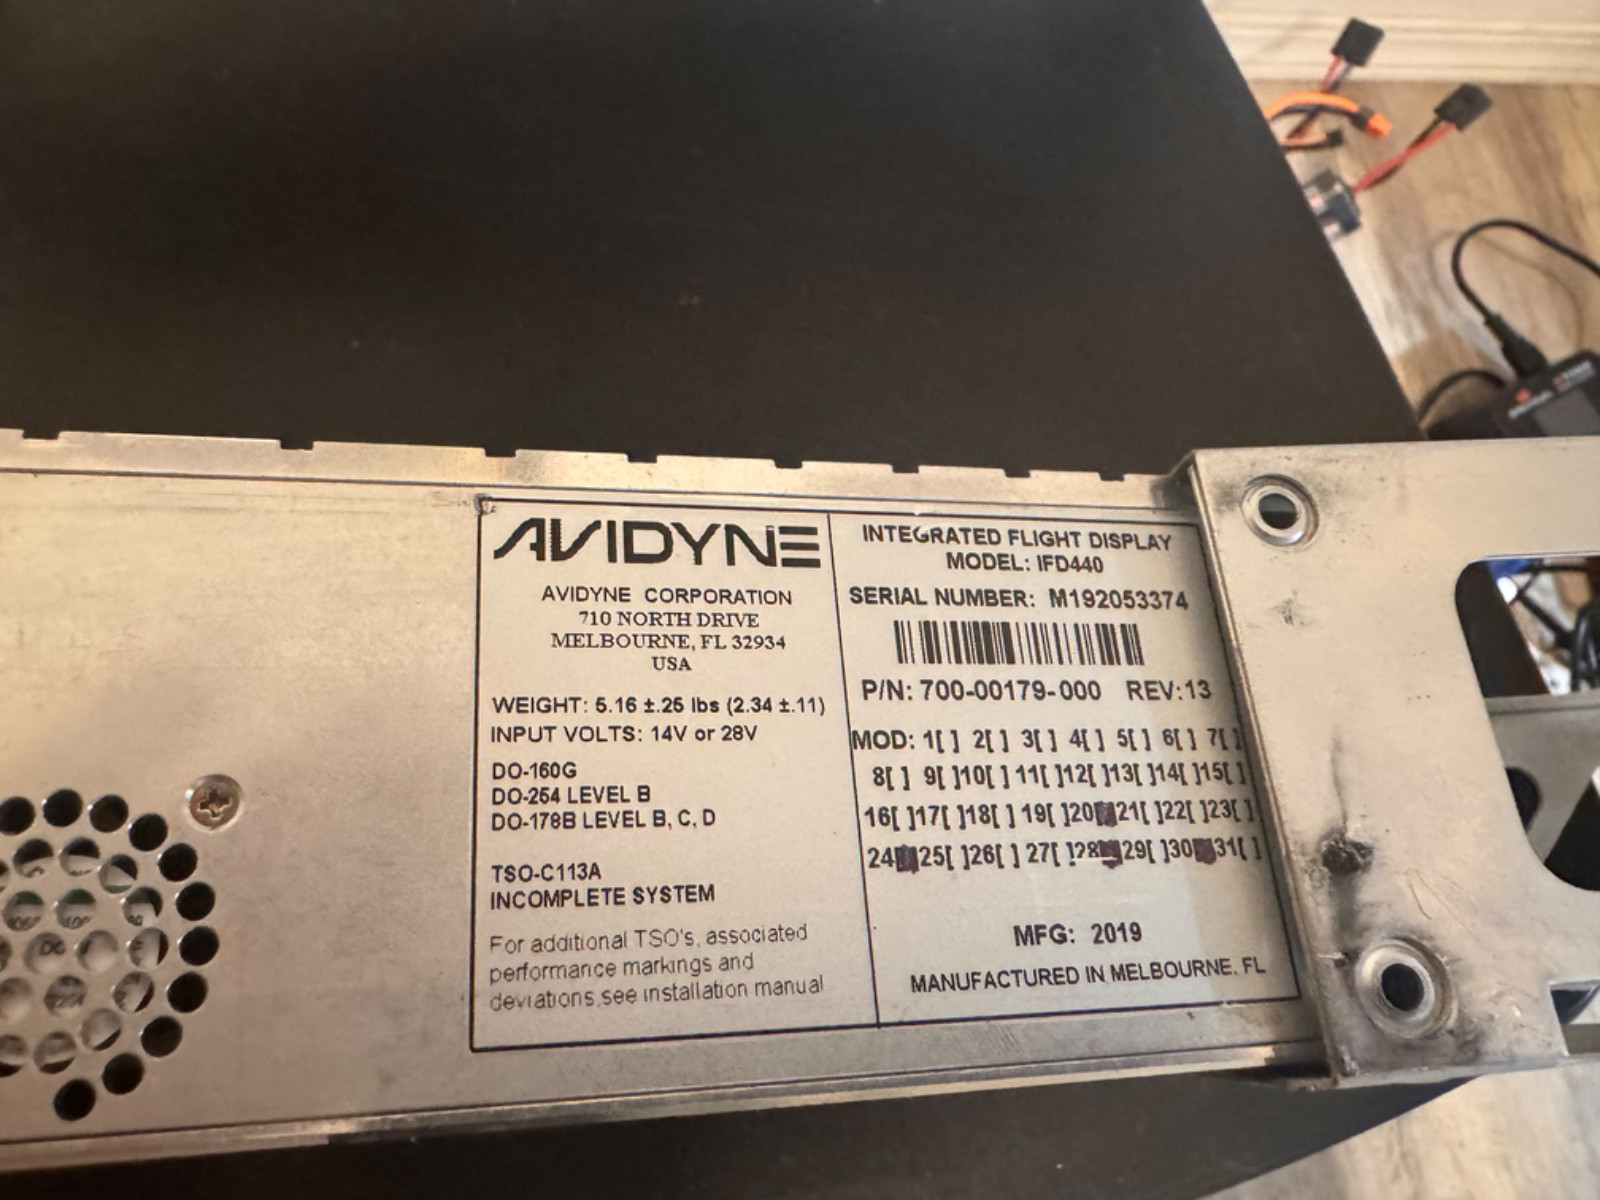 AVIDYNE
AVIDYNE CORPORATION
710 NORTH DRIVE
MELBOURNE, FL 32934
USA
WEIGHT: 5.16 ±.25 lbs (2.34 ±.11)
INPUT VOLTS: 14V or 28V
DO-160G
DO-254 LEVEL B
DO-178B LEVEL B, C, D
TSO-C113A
INCOMPLETE SYSTEM
For additional TSO's, associated
performance markings and
deviations,see installation manual
INTEGRATED FLIGHT DISPLAY
MODEL: IFD440
SERIAL NUMBER: M192053374
P/N: 700-00179-000 REV:13
MOD: 1[ ] 2[ ] 3[ ] 4[ ] 5[ ] 6[ ] 7[ ]
8[ ] 9[ ]10[ ] 11[ ]12[ ]13[ ]14[ ]15[ ]
16[ ]17[ ]18[ ] 19[ ]20[■]21[ ]22[ ]23[ ]
24[■]25[ ]26[ ] 27[ ]28[■]29[ ]30[■]31[ ]
MFG: 2019
MANUFACTURED IN MELBOURNE. FL